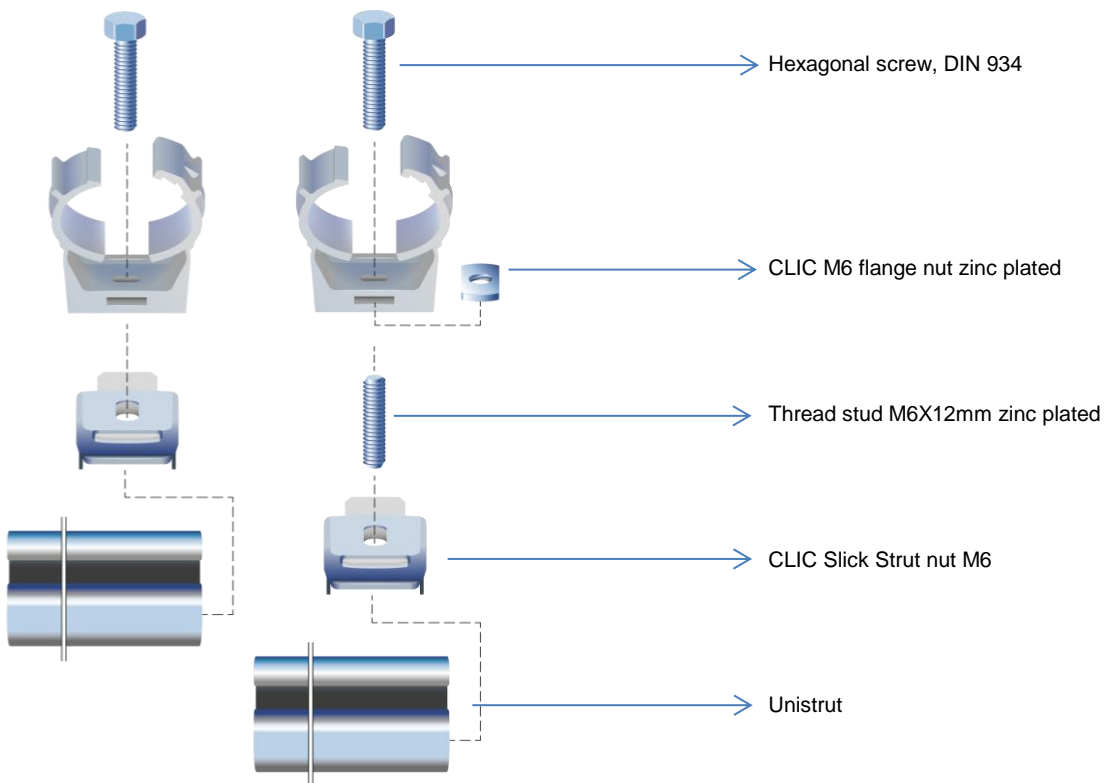 Hexagonal screw, DIN 934
CLIC M6 flange nut zinc plated
Thread stud M6X12mm zinc plated
CLIC Slick Strut nut M6
Unistrut